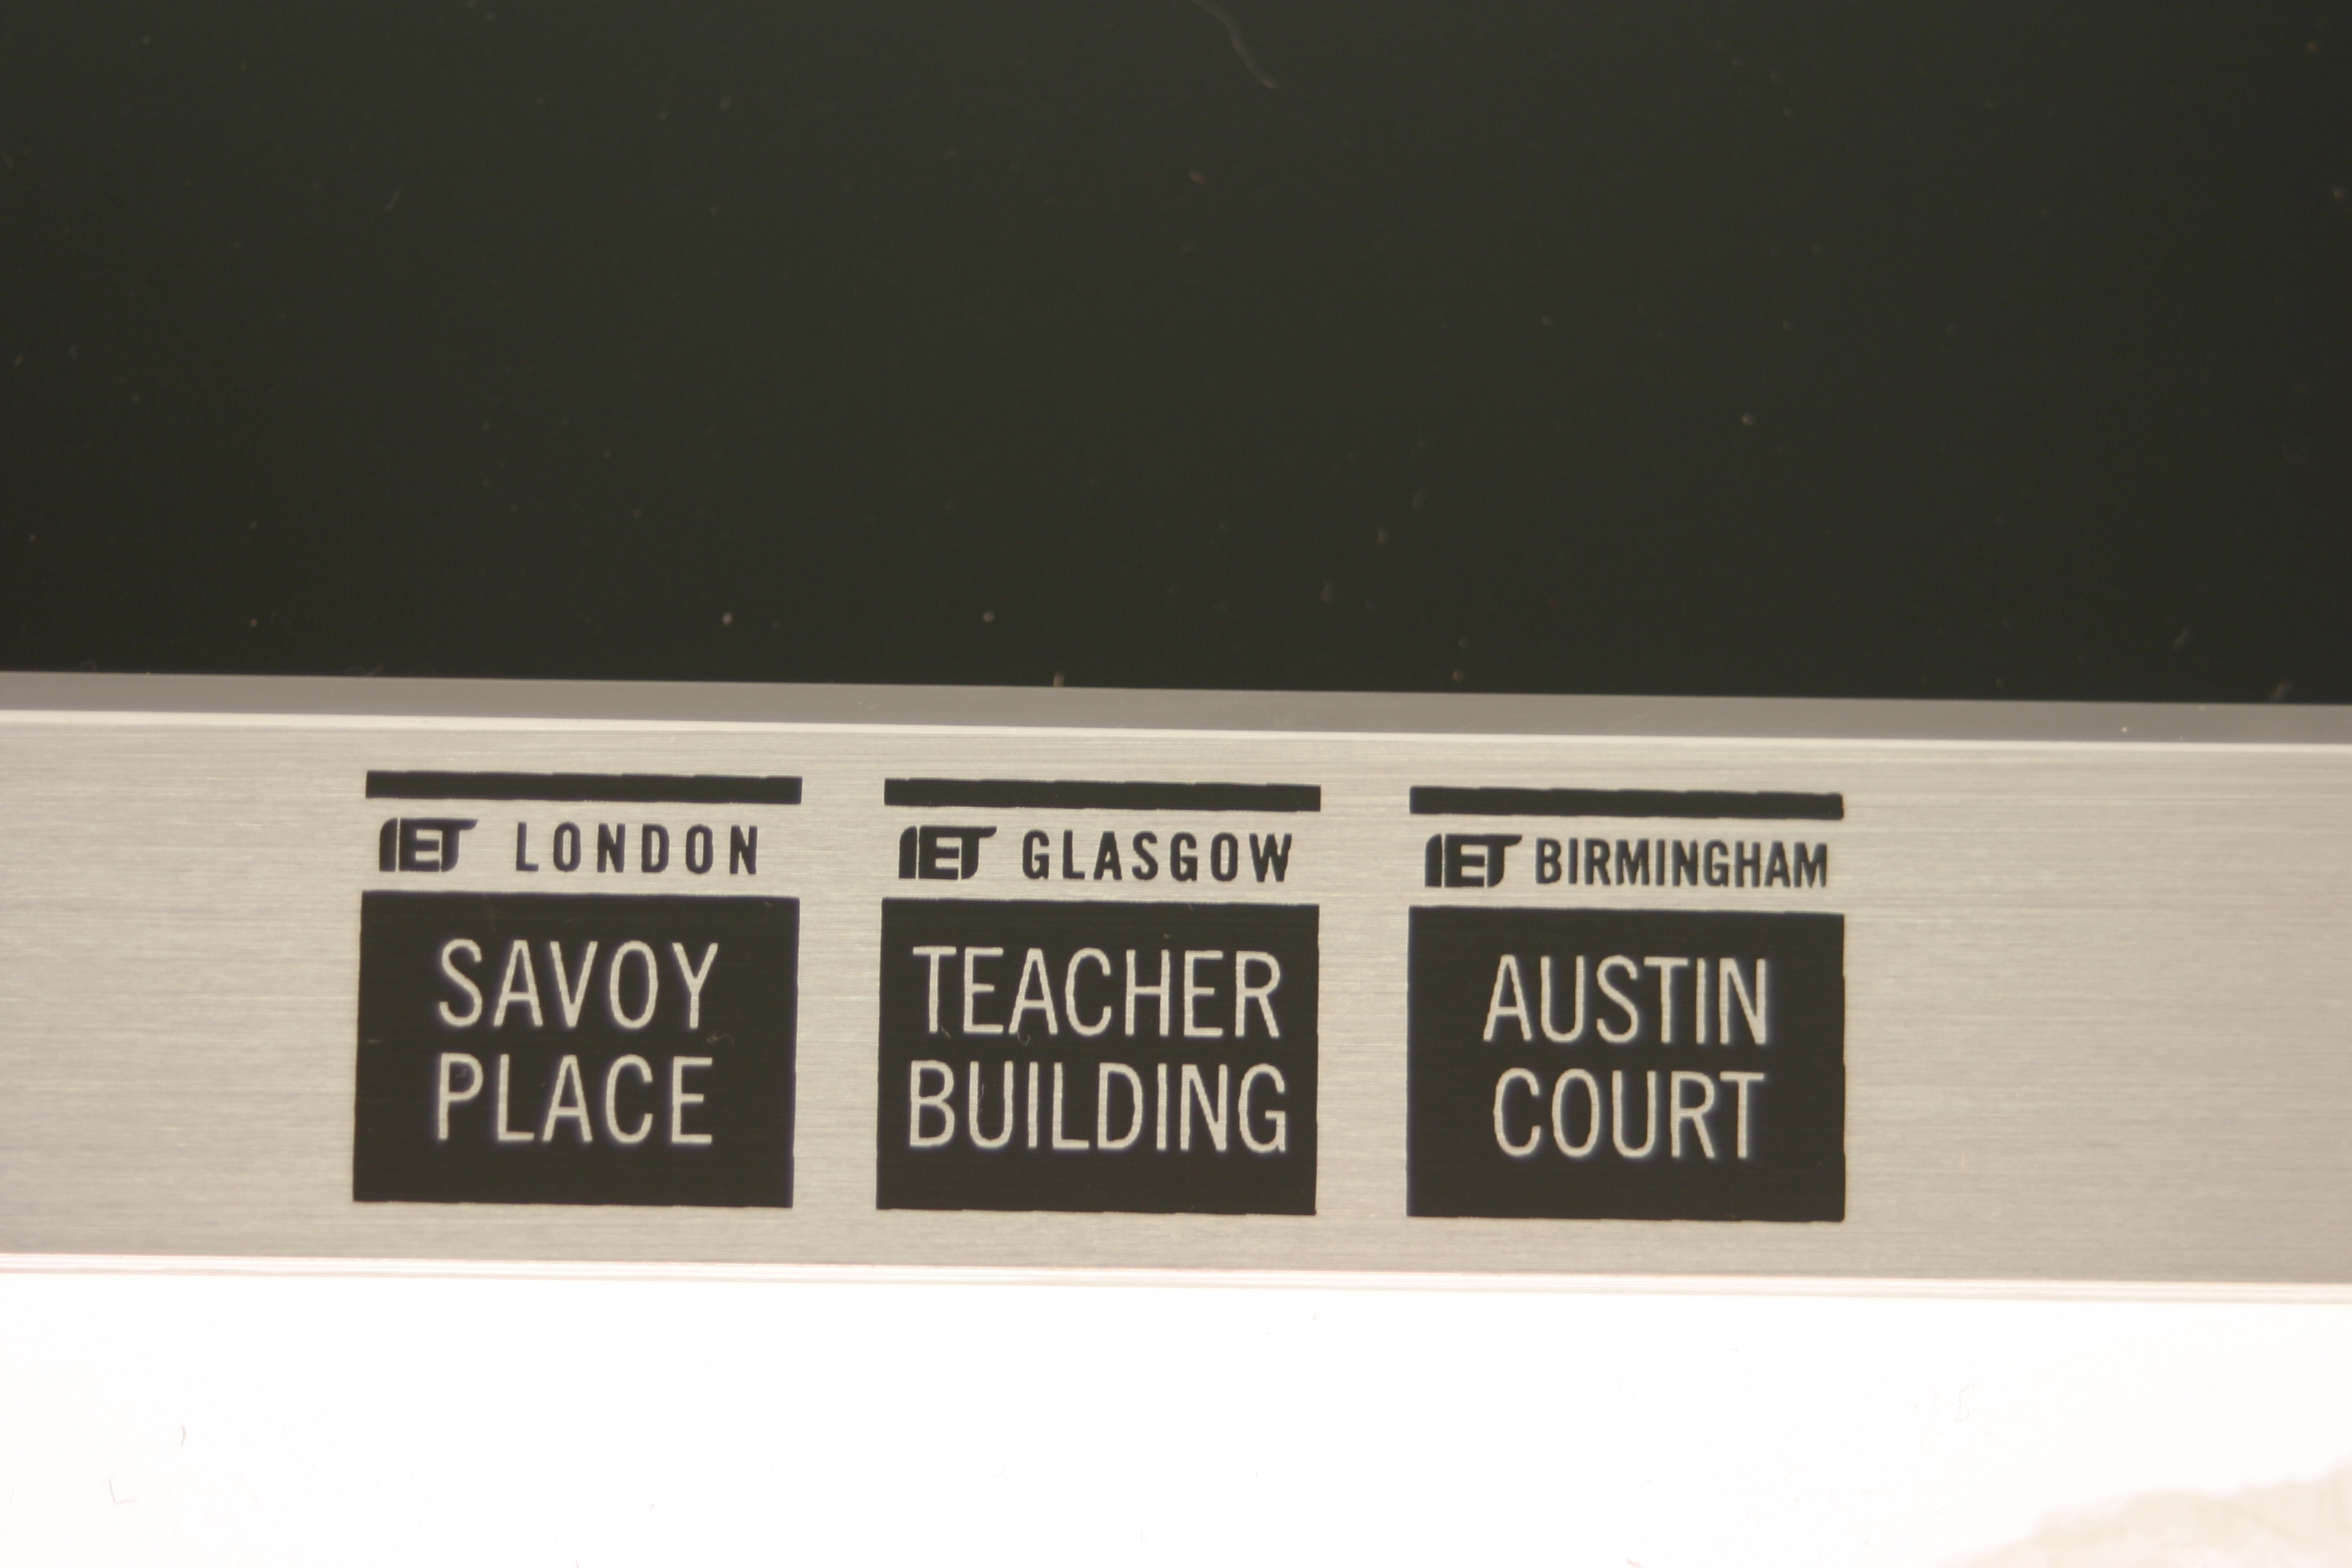 IET LONDON
SAVOY
PLACE
IET GLASGOW
TEACHER
BUILDING
IET BIRMINGHAM
AUSTIN
COURT